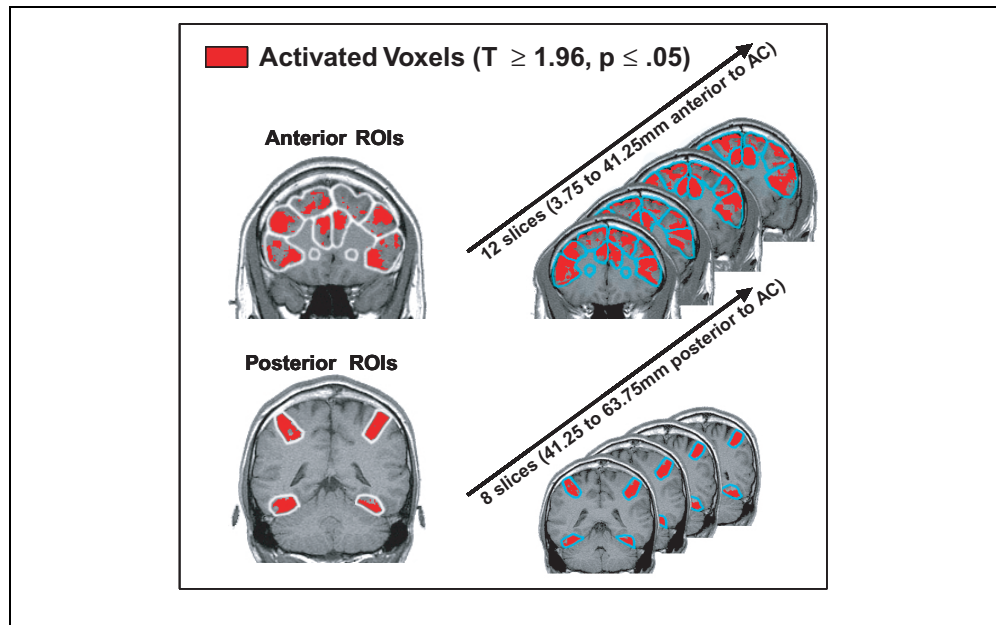 Activated Voxels (T ≥ 1.96, p ≤ .05)
Anterior ROIs
12 slices (3.75 to 41.25mm anterior to AC)
Posterior ROIs
8 slices (41.25 to 63.75mm posterior to AC)